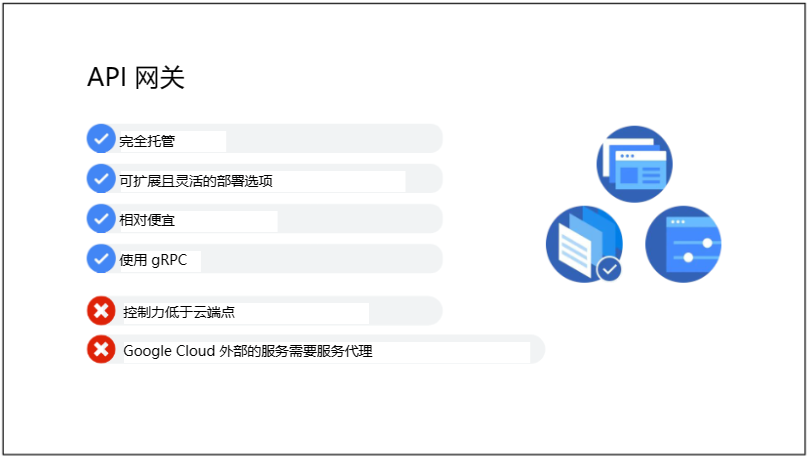 API 网关
完全托管
可扩展且灵活的部署选项
相对便宜
使用 gRPC
控制力低于云端点
Google Cloud 外部的服务需要服务代理